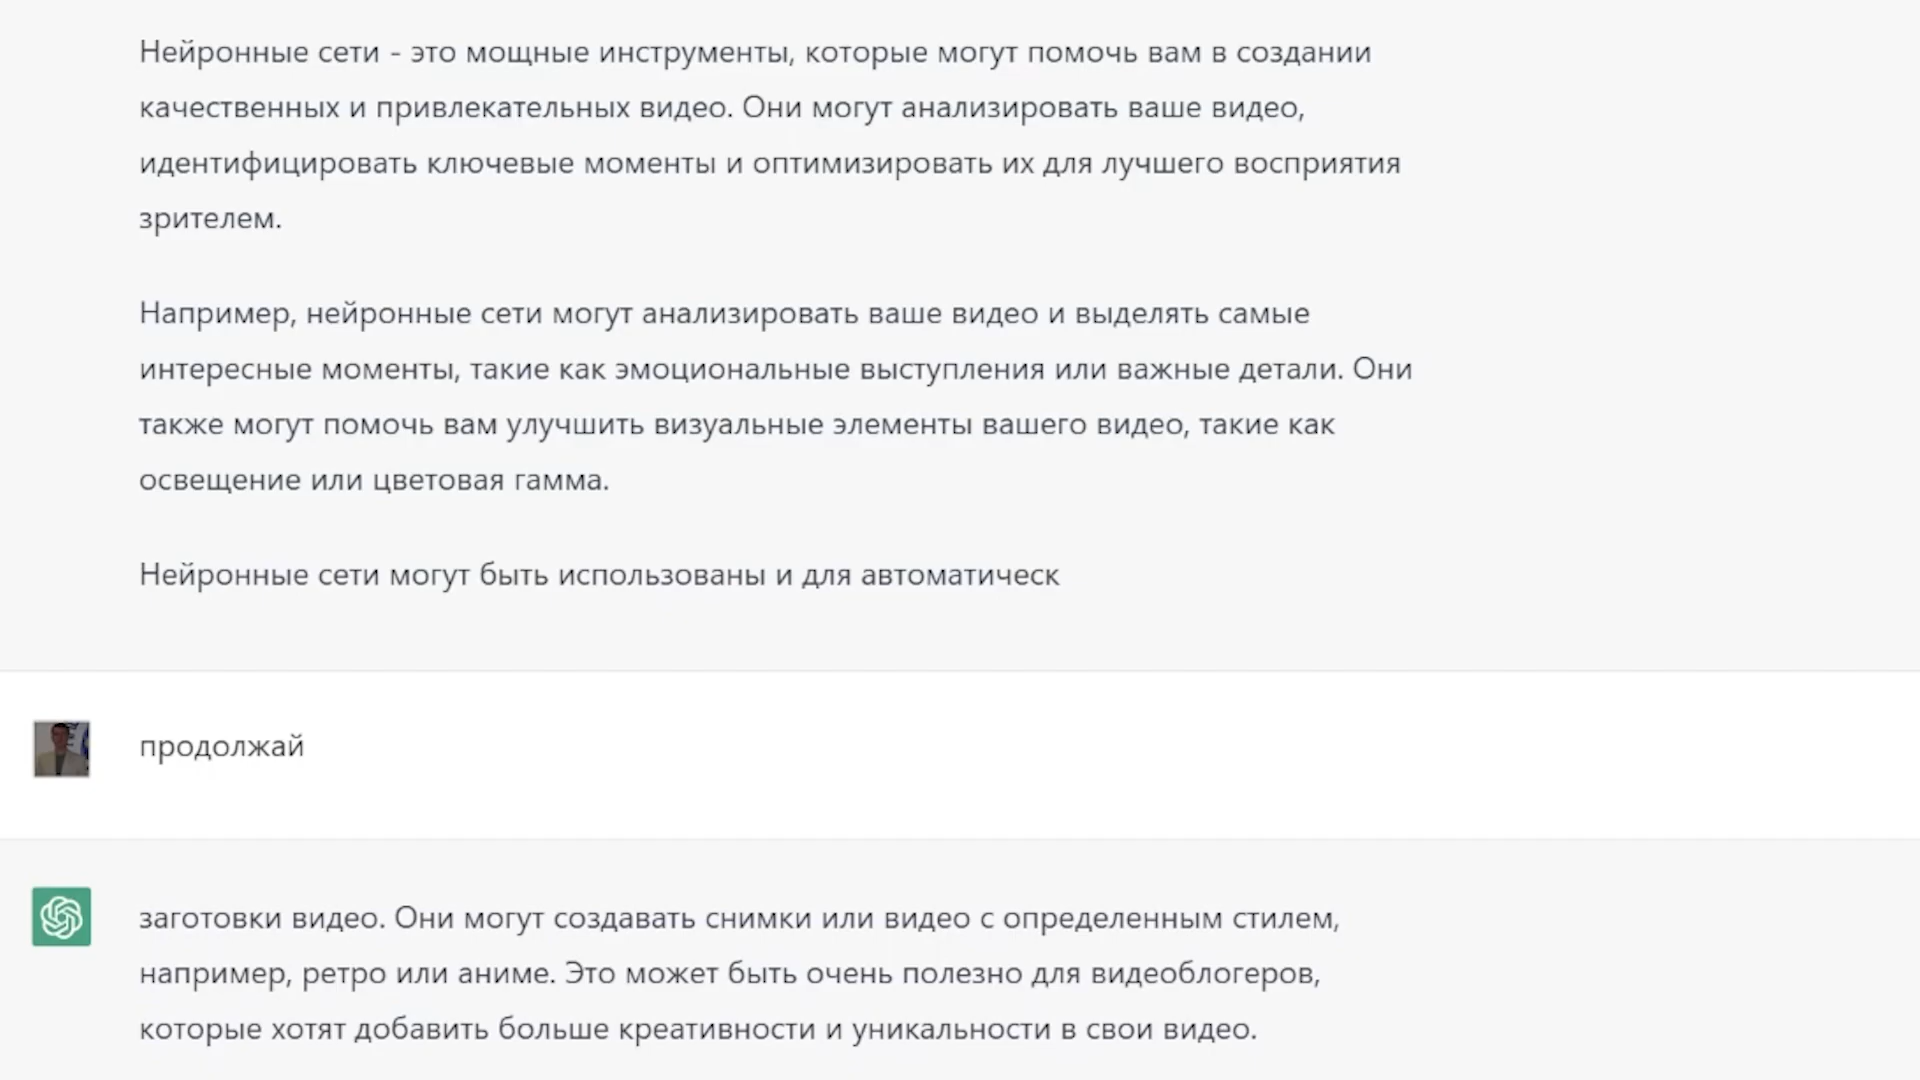 Нейронные сети - это мощные инструменты, которые могут помочь вам в создании
качественных и привлекательных видео. Они могут анализировать ваше видео,
идентифицировать ключевые моменты и оптимизировать их для лучшего восприятия
зрителем.
Например, нейронные сети могут анализировать ваше видео и выделять самые
интересные моменты, такие как эмоциональные выступления или важные детали. Они
также могут помочь вам улучшить визуальные элементы вашего видео, такие как
освещение или цветовая гамма.
Нейронные сети могут быть использованы и для автоматическ
продолжай
заготовки видео. Они могут создавать снимки или видео с определенным стилем,
например, ретро или аниме. Это может быть очень полезно для видеоблогеров,
которые хотят добавить больше креативности и уникальности в свои видео.